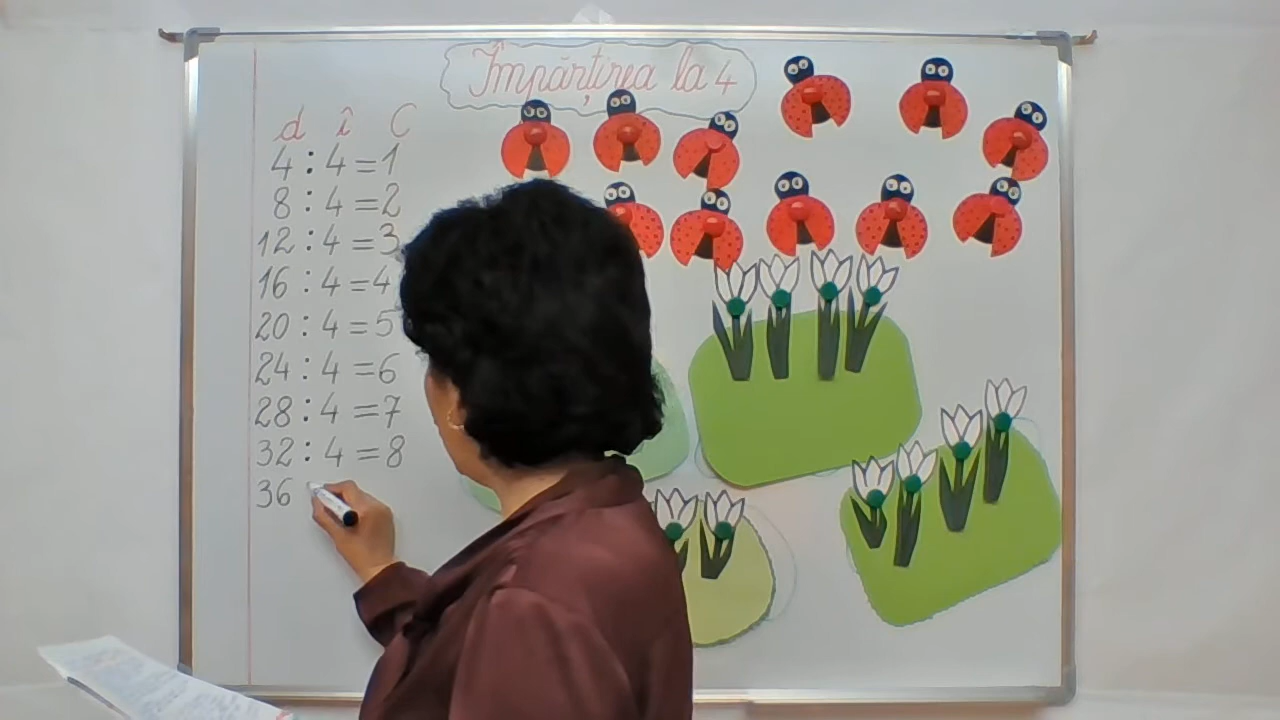 Împărțirea la 4
d î C
4 : 4 = 1
8 : 4 = 2
12 : 4 = 3
16 : 4 = 4
20 : 4 = 5
24 : 4 = 6
28 : 4 = 7
32 : 4 = 8
36